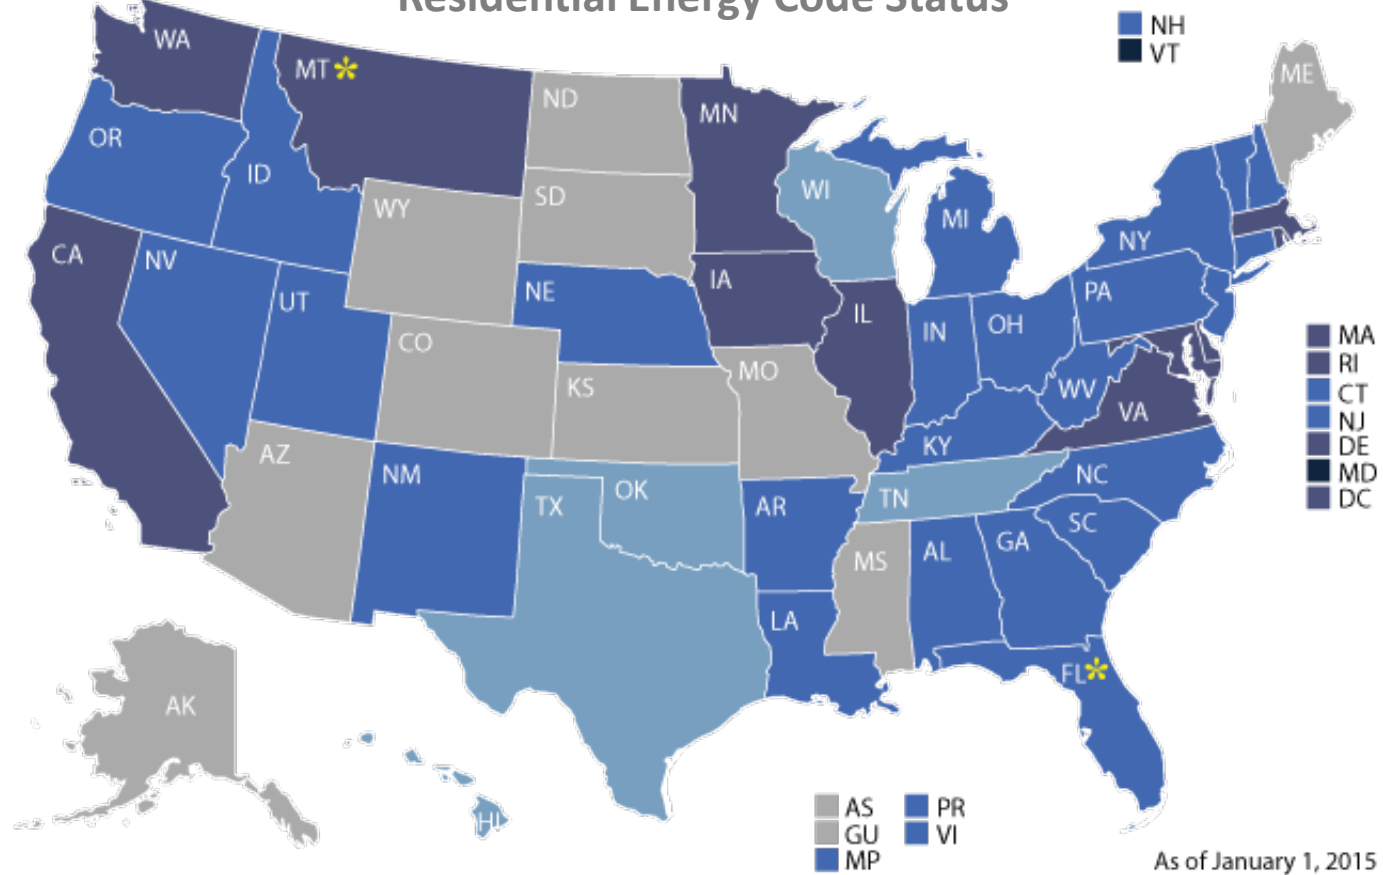 Residential Energy Code Status
NH
VT
WA
MT*
ND
MN
ME
OR
ID
SD
WI
MI
WY
NY
CA
NV
NE
IA
PA
UT
IL
IN
OH
CO
MO
KS
WV
VA
MA
RI
CT
NJ
DE
MD
DC
AZ
NM
KY
NC
TX
OK
AR
TN
SC
MS
AL
GA
LA
FL*
AK
HI
AS
PR
GU
VI
MP
As of January 1, 2015